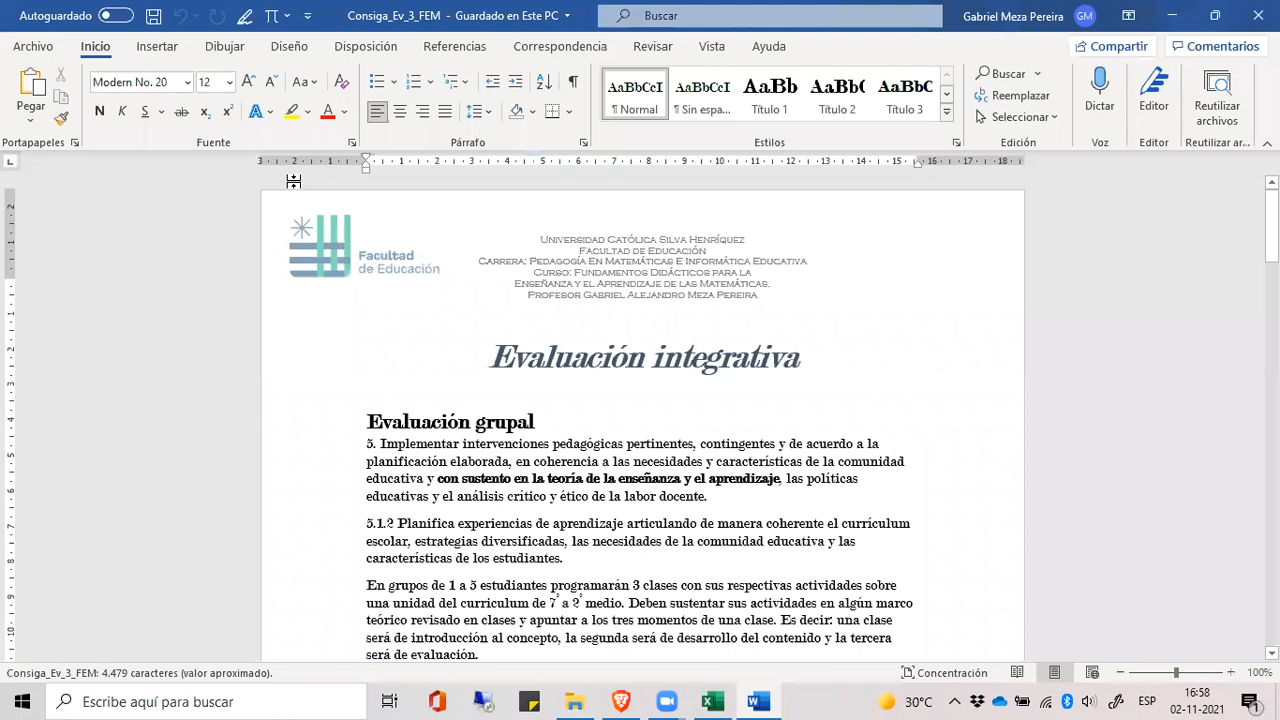 Autoguardado
Consiga_Ev_3_FEM - Guardado en Este PC
Buscar
Gabriel Meza Pereira
GM
Archivo Inicio Insertar Dibujar Diseño Disposición Referencias Correspondencia Revisar Vista Ayuda
Compartir Comentarios
Pegar
Modern No. 20 12
AaBbCcI AaBbCcI AaBb AaBbC AaBbC
¶ Normal ¶ Sin espa... Título 1 Título 2 Título 3
Buscar
Reemplazar
Seleccionar
Dictar
Editor
Reutilizar
archivos
Portapapeles Fuente Párrafo Estilos Edición Voz Editor Reutilizar ar...
Facultad
de Educación
Universidad Católica Silva Henríquez
Facultad de Educación
Carrera: Pedagogía En Matemáticas E Informática Educativa
Curso: Fundamentos Didácticos para la
Enseñanza y el Aprendizaje de las Matemáticas.
Profesor Gabriel Alejandro Meza Pereira
Evaluación integrativa
Evaluación grupal
5. Implementar intervenciones pedagógicas pertinentes, contingentes y de acuerdo a la
planificación elaborada, en coherencia a las necesidades y características de la comunidad
educativa y con sustento en la teoría de la enseñanza y el aprendizaje, las políticas
educativas y el análisis crítico y ético de la labor docente.
5.1.2 Planifica experiencias de aprendizaje articulando de manera coherente el currículum
escolar, estrategias diversificadas, las necesidades de la comunidad educativa y las
características de los estudiantes.
En grupos de 1 a 5 estudiantes programarán 3 clases con sus respectivas actividades sobre
una unidad del curriculum de 7° a 2° medio. Deben sustentar sus actividades en algún marco
teórico revisado en clases y apuntar a los tres momentos de una clase. Es decir: una clase
será de introducción al concepto, la segunda será de desarrollo del contenido y la tercera
será de evaluación.
Consiga_Ev_3_FEM: 4.479 caracteres (valor aproximado).
Concentración
100%
Escribe aquí para buscar
30°C
ESP
16:58
02-11-2021